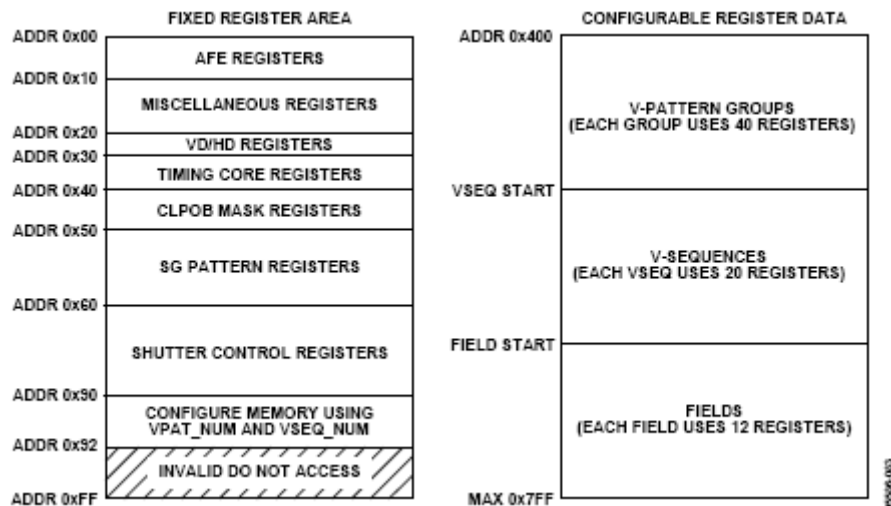 FIXED REGISTER AREA
ADDR 0x00
AFE REGISTERS
ADDR 0x10
MISCELLANEOUS REGISTERS
ADDR 0x20
VD/HD REGISTERS
ADDR 0x30
TIMING CORE REGISTERS
ADDR 0x40
CLPOB MASK REGISTERS
ADDR 0x50
SG PATTERN REGISTERS
ADDR 0x60
SHUTTER CONTROL REGISTERS
ADDR 0x90
CONFIGURE MEMORY USING
VPAT_NUM AND VSEQ_NUM
ADDR 0x92
INVALID DO NOT ACCESS
ADDR 0xFF
CONFIGURABLE REGISTER DATA
ADDR 0x400
V-PATTERN GROUPS
(EACH GROUP USES 40 REGISTERS)
VSEQ START
V-SEQUENCES
(EACH VSEQ USES 20 REGISTERS)
FIELD START
FIELDS
(EACH FIELD USES 12 REGISTERS)
MAX 0x7FF